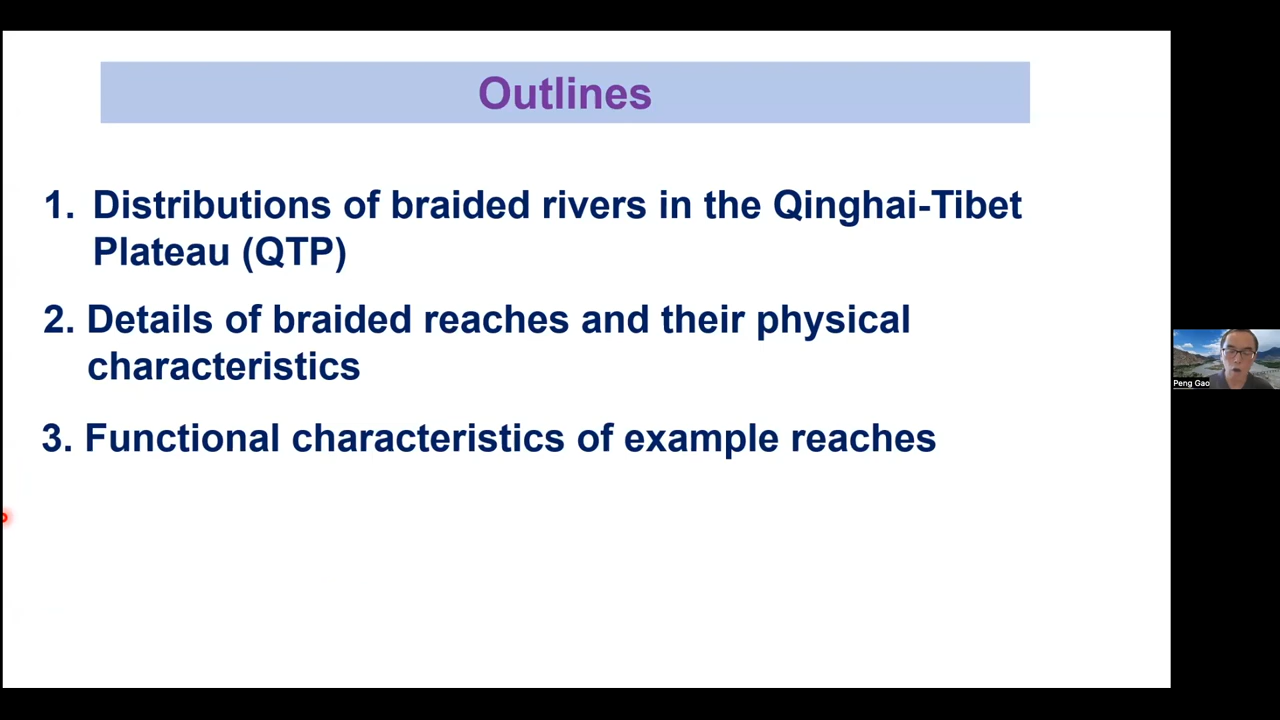 Outlines
1. Distributions of braided rivers in the Qinghai-Tibet
Plateau (QTP)
2. Details of braided reaches and their physical
characteristics
3. Functional characteristics of example reaches
Peng Gao